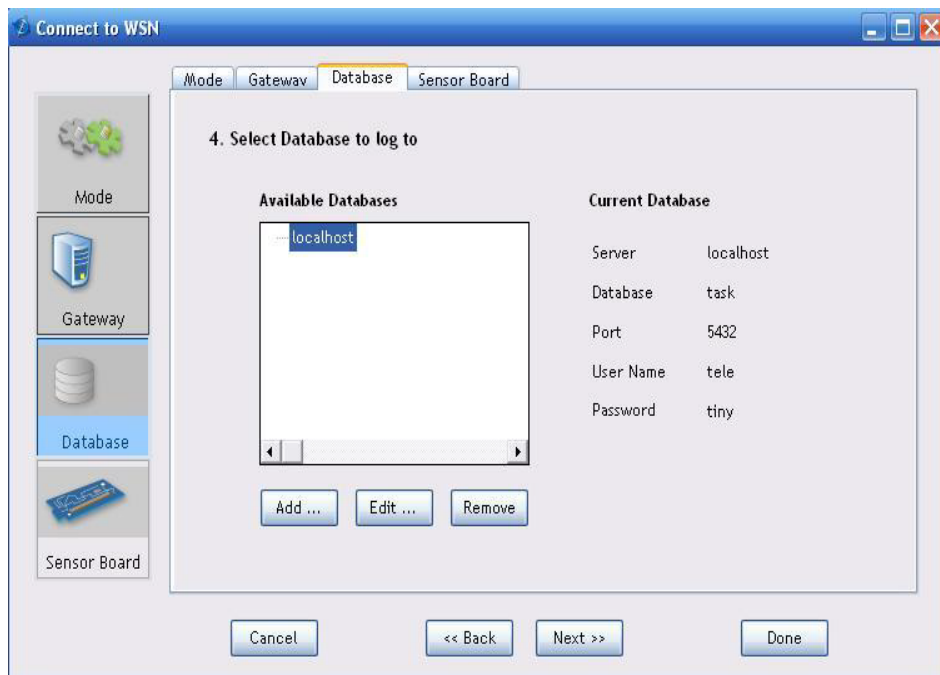 Connect to WSN
Mode Gateway Database Sensor Board
Mode
Gateway
Database
Sensor Board
4. Select Database to log to
Available Databases
localhost
Add ... Edit ... Remove
Current Database
Server localhost
Database task
Port 5432
User Name tele
Password tiny
Cancel << Back Next >> Done